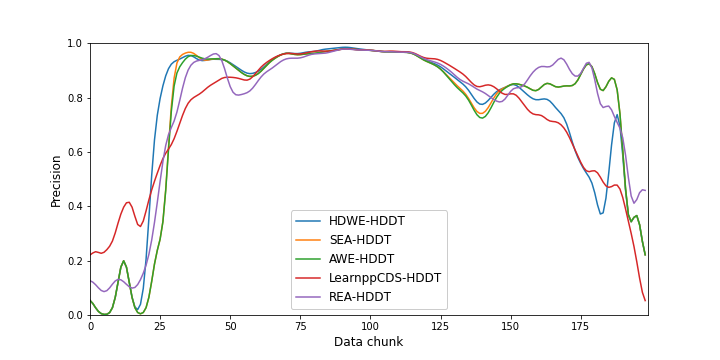 1.0
0.8
0.6
0.4
0.2
0.0
Precision
0 25 50 75 100 125 150 175
Data chunk
HDWE-HDDT
SEA-HDDT
AWE-HDDT
LearnppCDS-HDDT
REA-HDDT